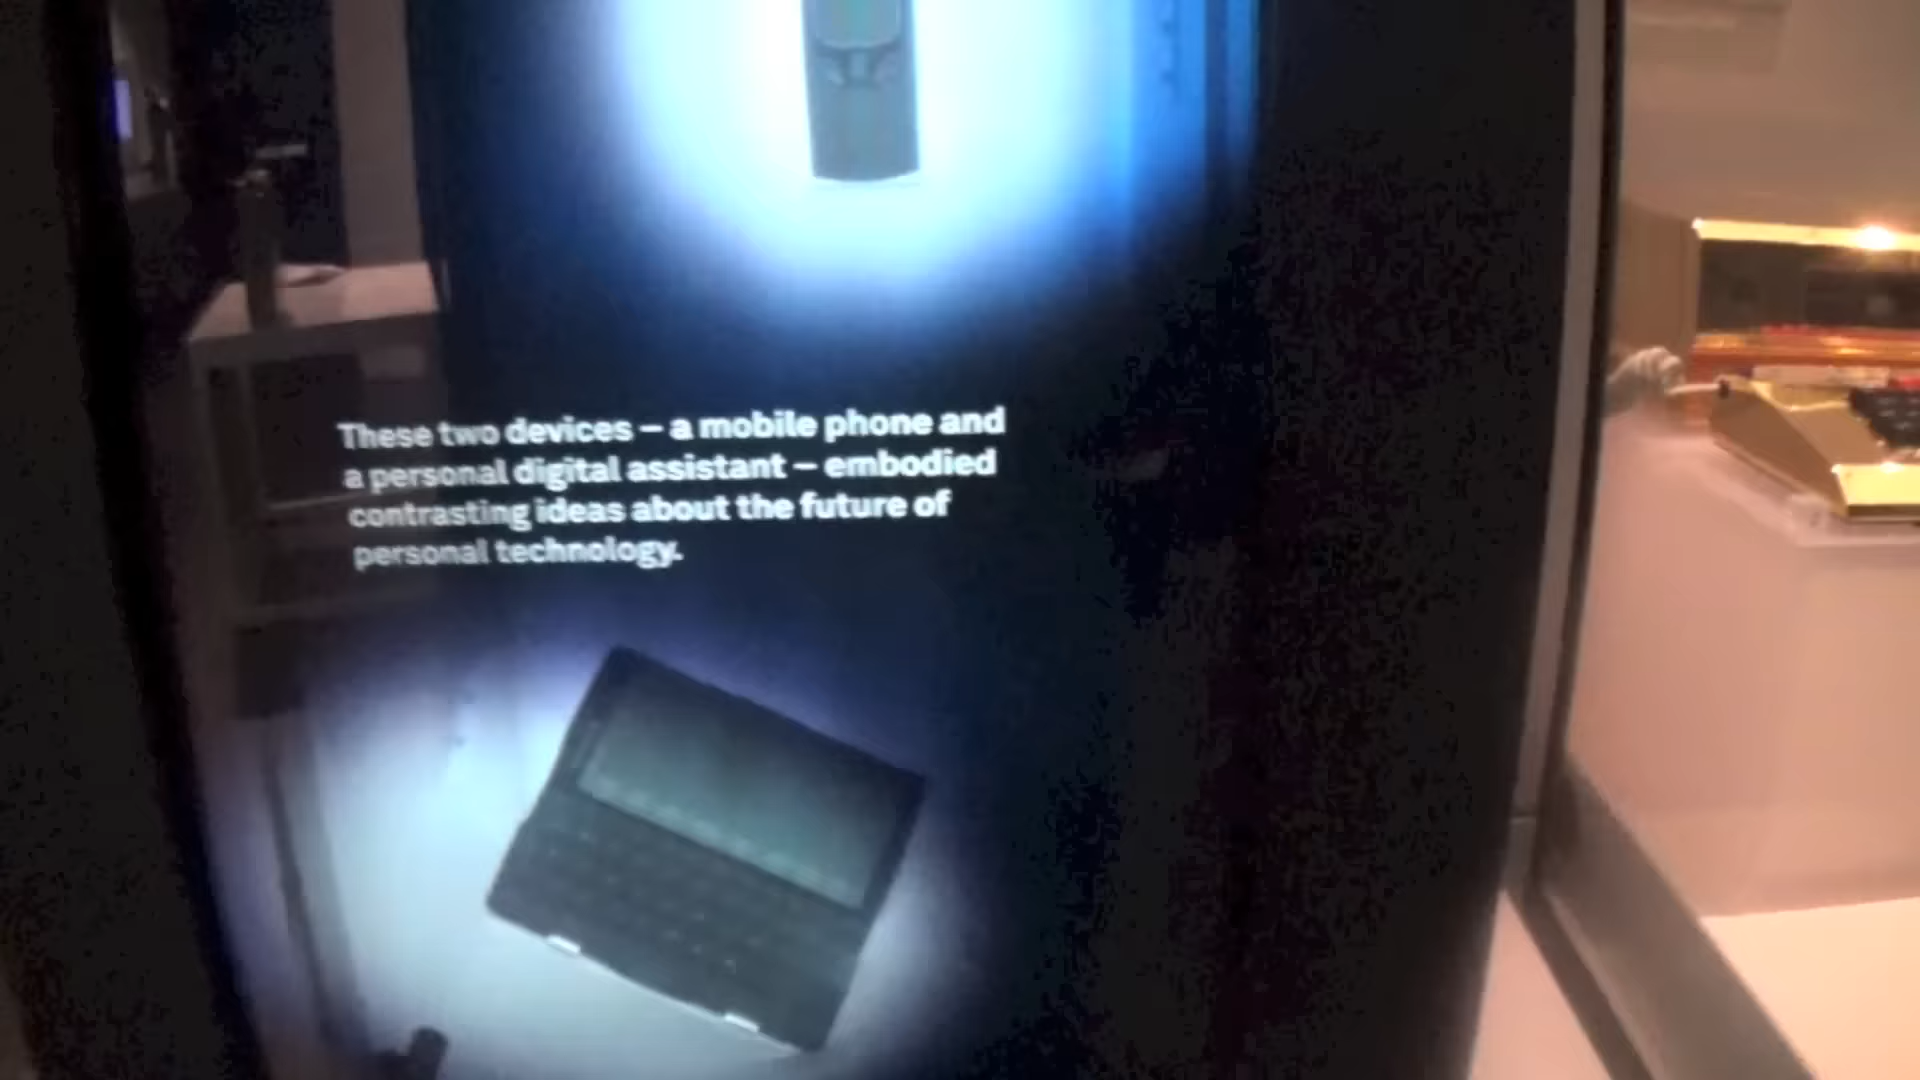 These two devices – a mobile phone and
a personal digital assistant – embodied
contrasting ideas about the future of
personal technology.